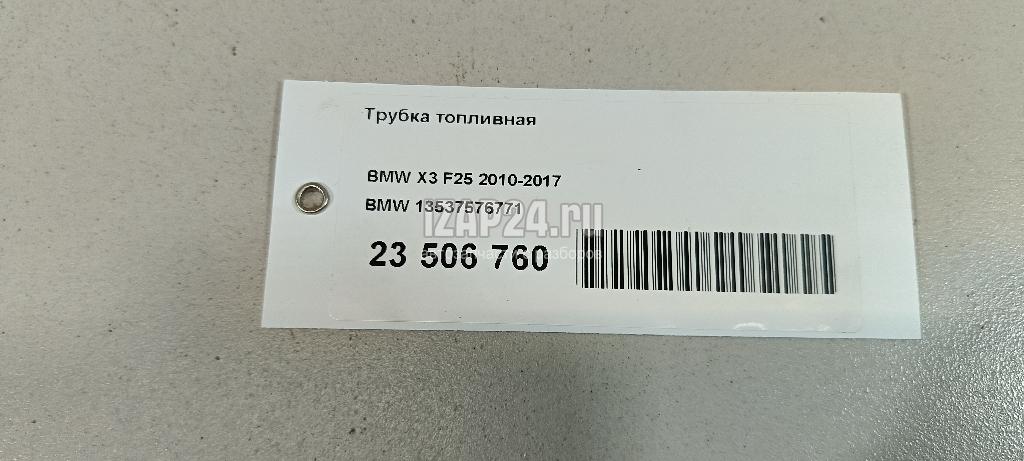 Трубка топливная
BMW X3 F25 2010-2017
BMW 13537576771
IZAP24.ru
23 506 760